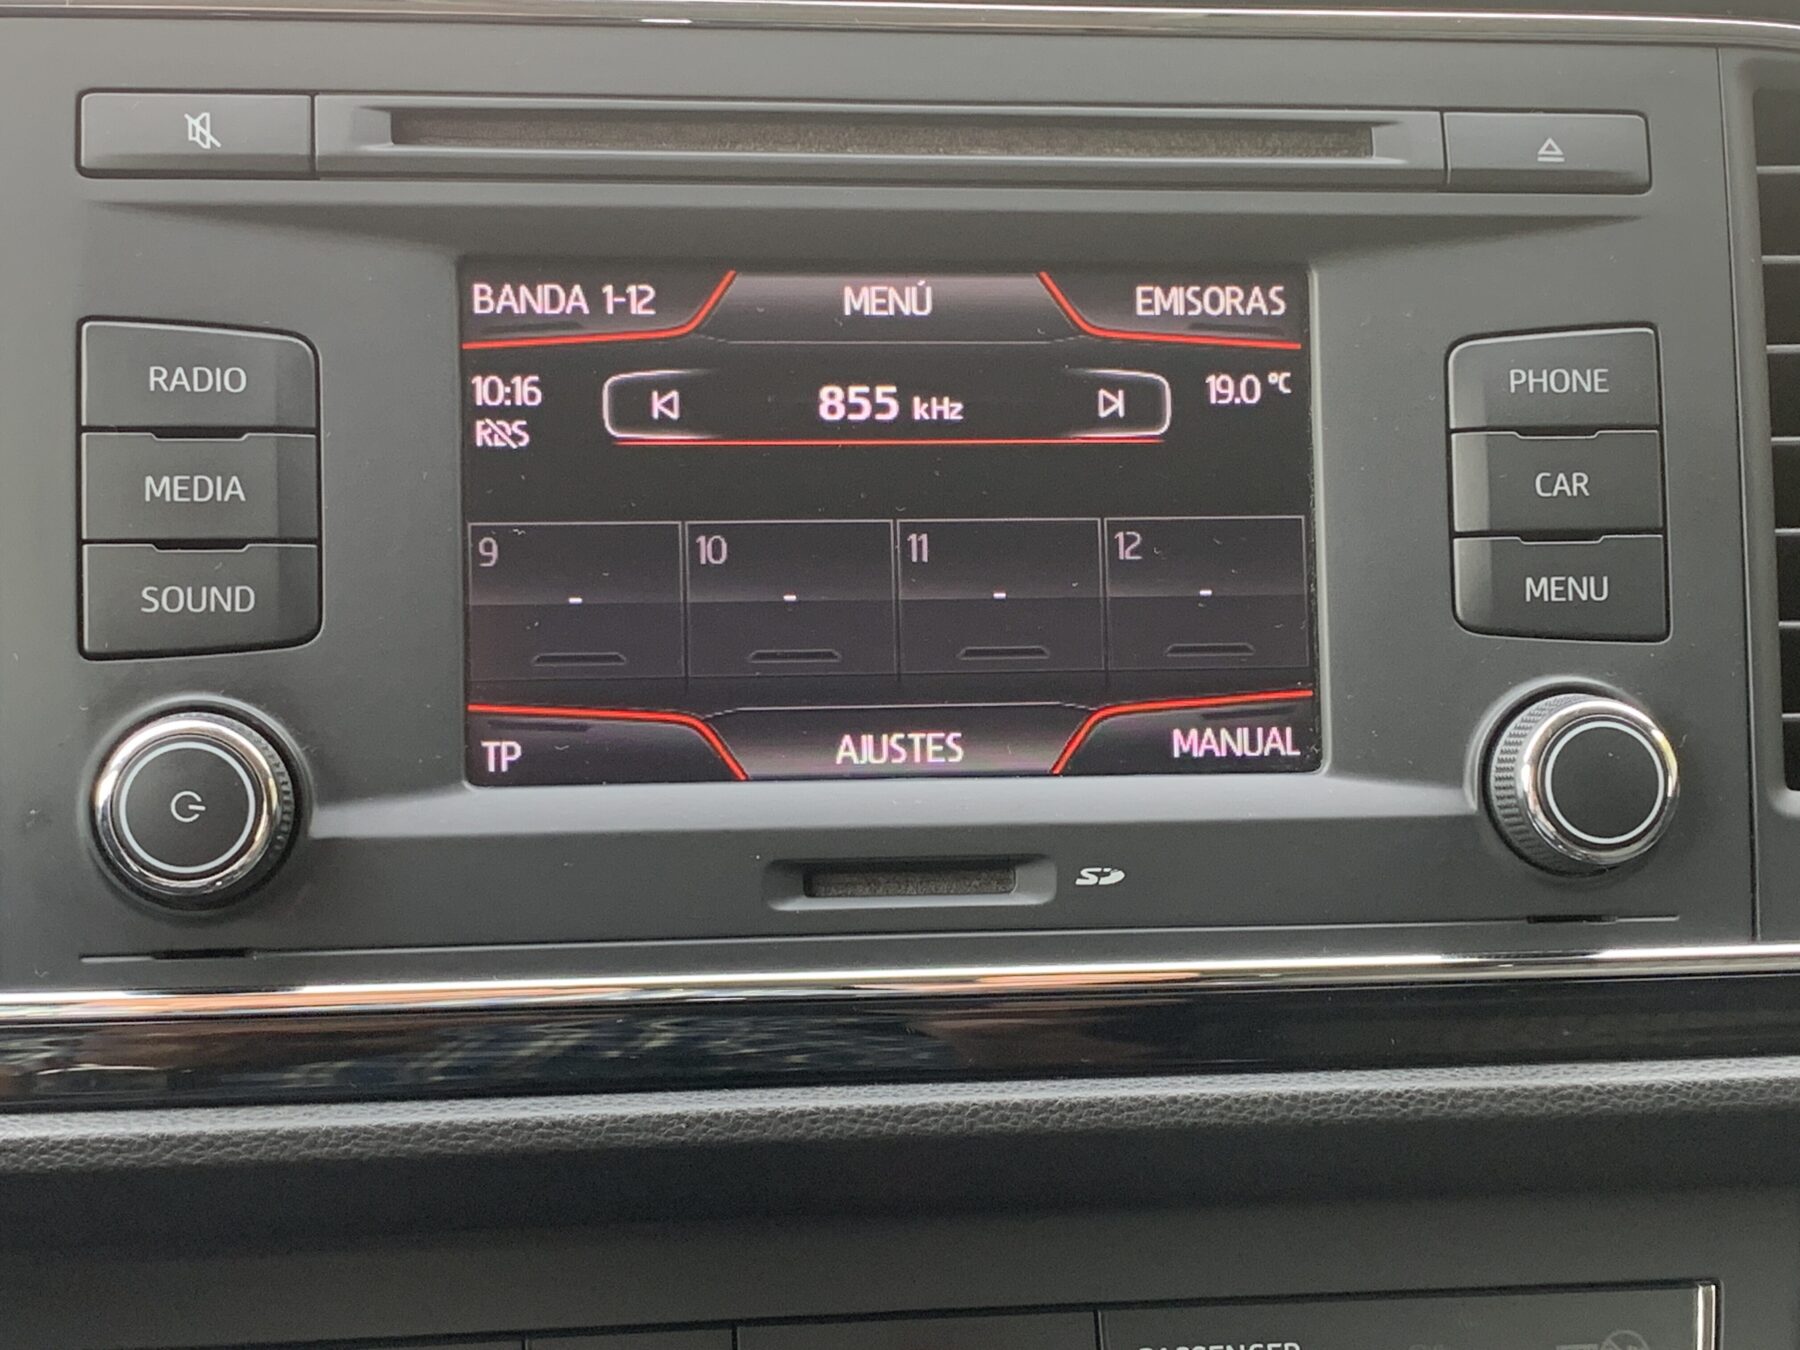 BANDA 1-12 MENÚ EMISORAS
10:16 855 kHz 19.0 °C
RDS
RADIO
MEDIA
SOUND
PHONE
CAR
MENU
9 10 11 12
- - - -
TP AJUSTES MANUAL
SD
PASSENGER